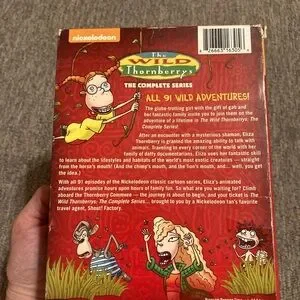 nickelodeon
8 26663 16305 6
The
WILD
Thornberrys
THE COMPLETE SERIES
ALL 91 WILD ADVENTURES!
The globe-trotting girl with the gift of gab and
her fantastic family invite you to join them on the
adventure of a lifetime in The Wild Thornberrys: The
Complete Series!
After an encounter with a mysterious shaman, Eliza
Thornberry is granted the amazing ability to talk with
animals. Traveling to every corner of the world with her
family of daffy documentarians, Eliza uses her fantastic skill
to learn about the lifestyles and habitats of the world's most exotic creatures — straight
from the horse's mouth! (And the chimp's mouth, and the lion's mouth, and... well, you get
the idea.)
With all 91 episodes of the Nickelodeon classic cartoon series, Eliza's animated
adventures promise hours upon hours of family fun. So what are you waiting for? Climb
aboard the Thornberry Commvee — the journey is about to begin, and your ticket is The
Wild Thornberrys: The Complete Series... brought to you by a Nickelodeon fan's favorite
travel agent, Shout! Factory.